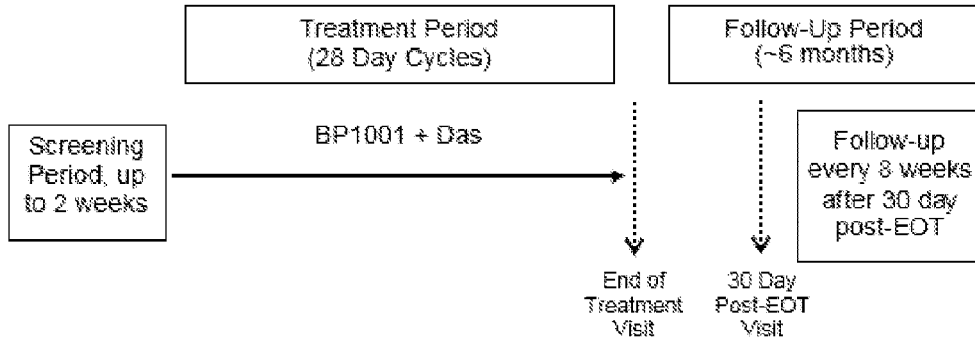 Treatment Period
(28 Day Cycles)
Follow-Up Period
(~6 months)
Screening
Period, up
to 2 weeks
BP1001 + Das
Follow-up
every 8 weeks
after 30 day
post-EOT
End of
Treatment
Visit
30 Day
Post-EOT
Visit